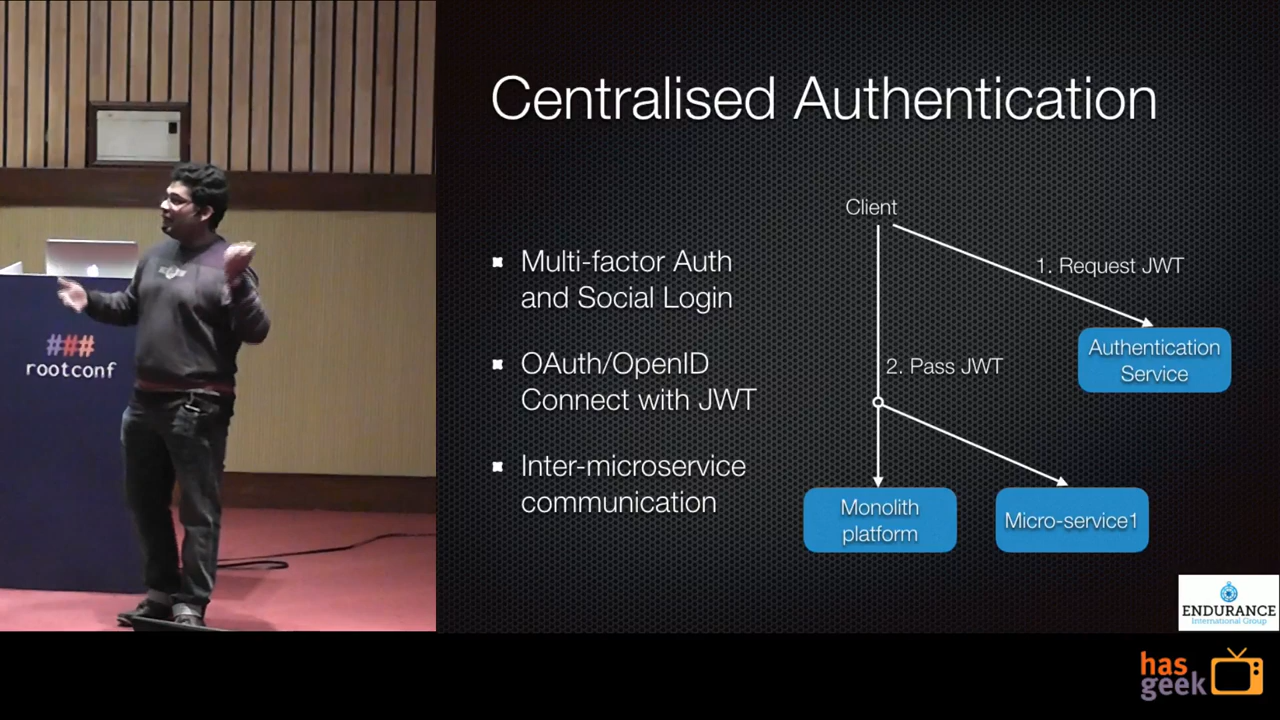 Centralised Authentication
Multi-factor Auth
and Social Login
OAuth/OpenID
Connect with JWT
Inter-microservice
communication
Client
1. Request JWT
Authentication
Service
2. Pass JWT
Monolith
platform
Micro-service1
###
rootconf
ENDURANCE
International Group
has
geek